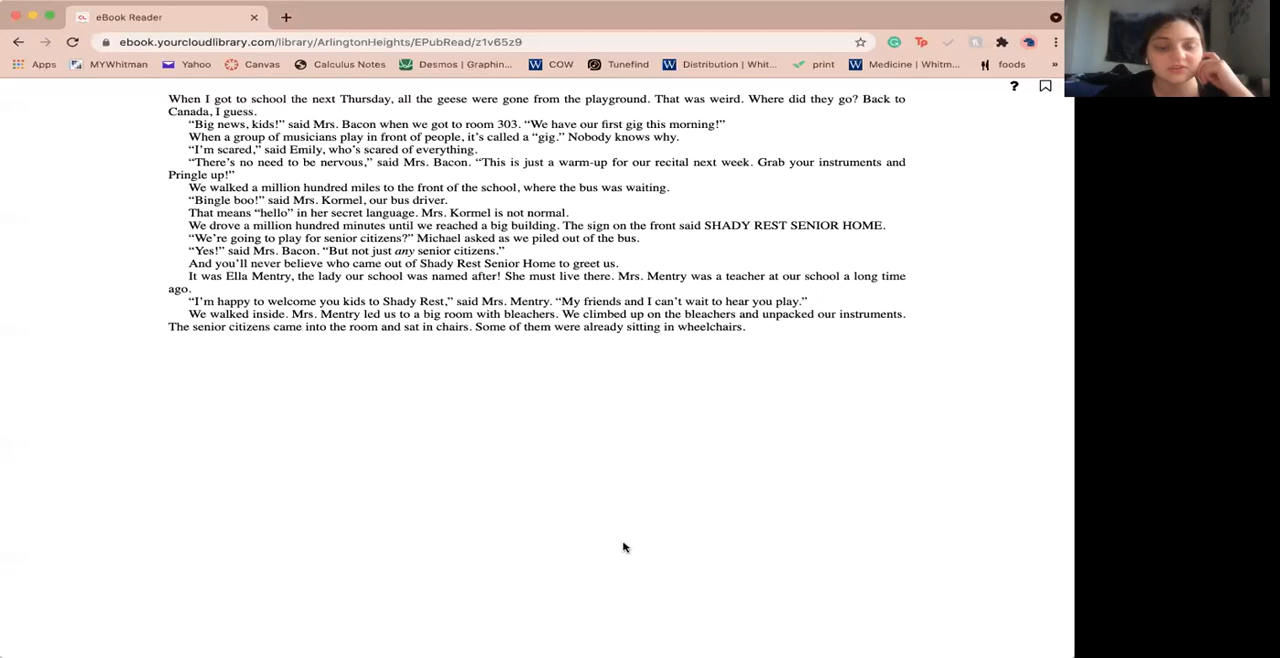 eBook Reader
ebook.yourcloudlibrary.com/library/ArlingtonHeights/EPubRead/z1v65z9
Apps MYWhitman Yahoo Canvas Calculus Notes Desmos | Graphin... COW Tunefind Distribution | Whit... print Medicine | Whitm... foods »
?
When I got to school the next Thursday, all the geese were gone from the playground. That was weird. Where did they go? Back to
Canada, I guess.
“Big news, kids!” said Mrs. Bacon when we got to room 303. “We have our first gig this morning!”
When a group of musicians play in front of people, it’s called a “gig.” Nobody knows why.
“I’m scared,” said Emily, who’s scared of everything.
“There’s no need to be nervous,” said Mrs. Bacon. “This is just a warm-up for our recital next week. Grab your instruments and
Pringle up!”
We walked a million hundred miles to the front of the school, where the bus was waiting.
“Bingle boo!” said Mrs. Kormel, our bus driver.
That means “hello” in her secret language. Mrs. Kormel is not normal.
We drove a million hundred minutes until we reached a big building. The sign on the front said SHADY REST SENIOR HOME.
“We’re going to play for senior citizens?” Michael asked as we piled out of the bus.
“Yes!” said Mrs. Bacon. “But not just any senior citizens.”
And you’ll never believe who came out of Shady Rest Senior Home to greet us.
It was Ella Mentry, the lady our school was named after! She must live there. Mrs. Mentry was a teacher at our school a long time
ago.
“I’m happy to welcome you kids to Shady Rest,” said Mrs. Mentry. “My friends and I can’t wait to hear you play.”
We walked inside. Mrs. Mentry led us to a big room with bleachers. We climbed up on the bleachers and unpacked our instruments.
The senior citizens came into the room and sat in chairs. Some of them were already sitting in wheelchairs.